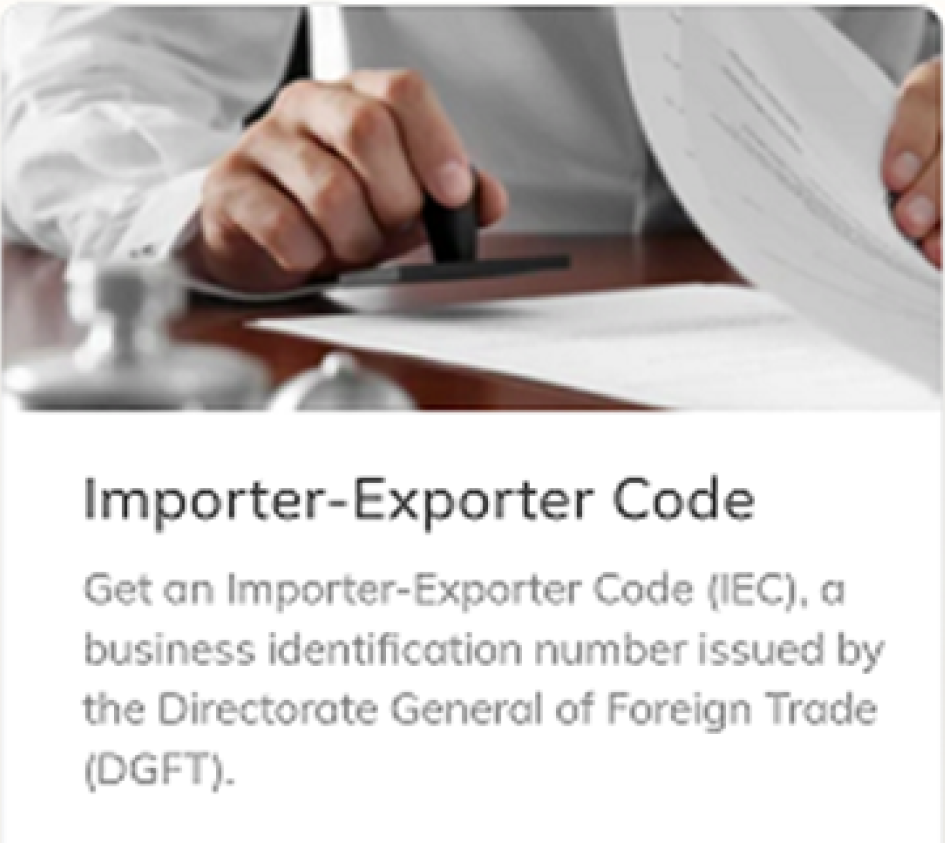 Importer-Exporter Code
Get an Importer-Exporter Code (IEC), a
business identification number issued by
the Directorate General of Foreign Trade
(DGFT).